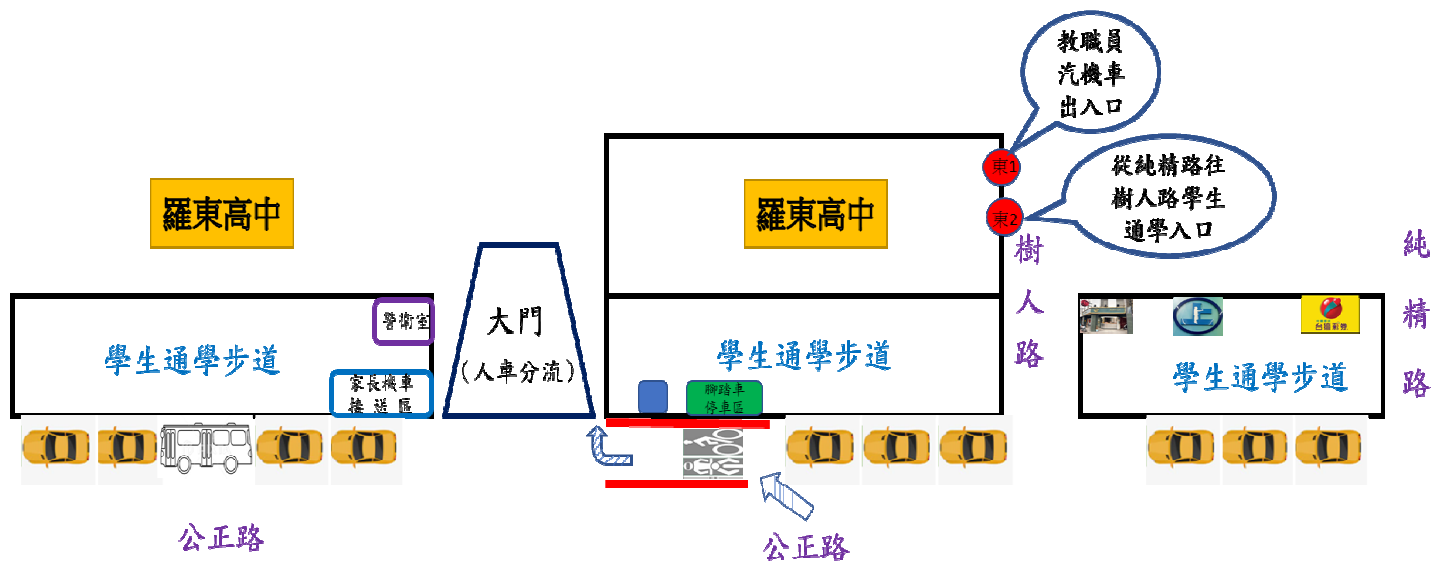 教職員
汽機車
出入口
東1
從純精路往
樹人路學生
通學入口
東2
羅東高中
羅東高中
樹
人
路
純
精
路
警衛室
大門
(人車分流)
學生通學步道
學生通學步道
學生通學步道
家長機車
接送區
腳踏車
停車區
台灣彩券
公正路
公正路